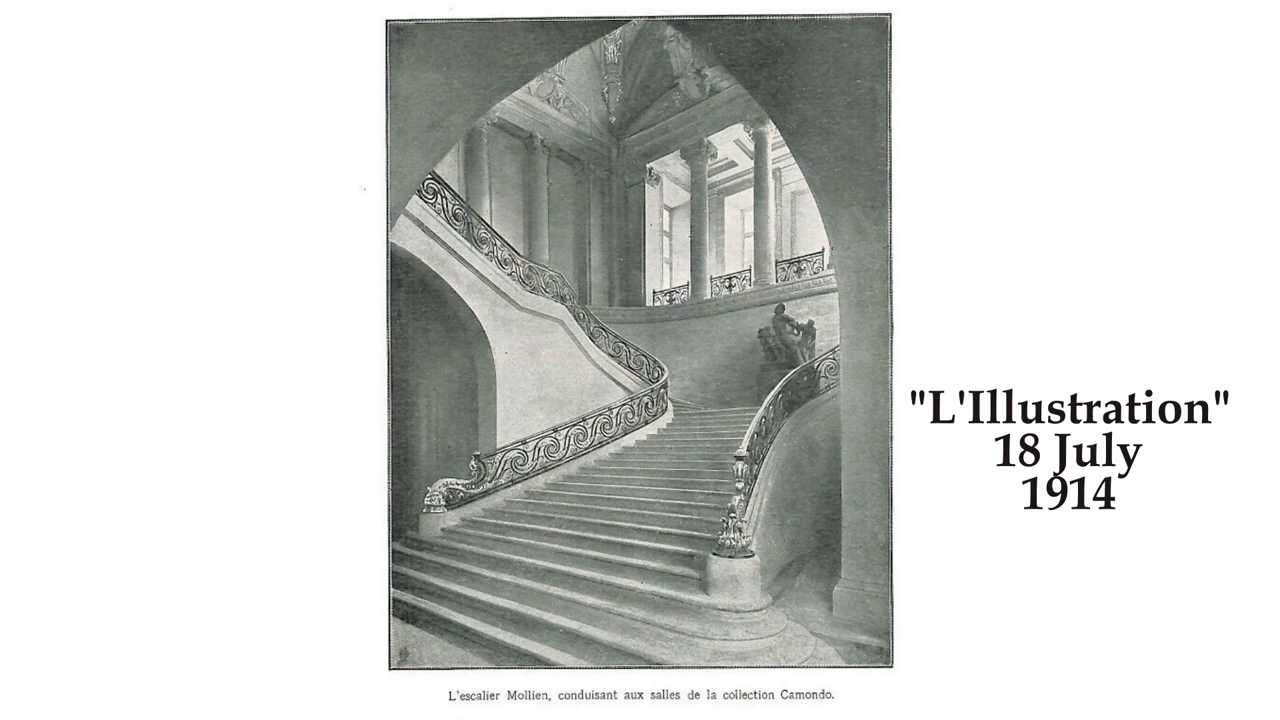 "L'Illustration"
18 July
1914
L'escalier Mollien, conduisant aux salles de la collection Camondo.